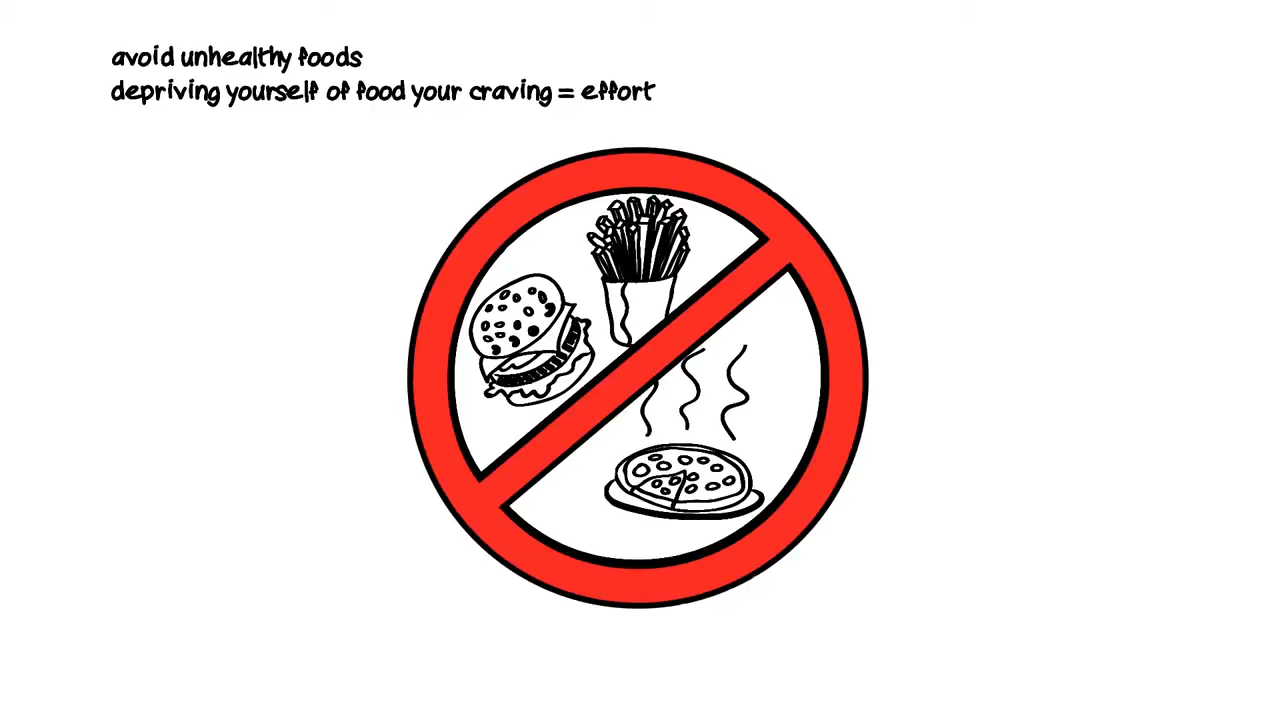 avoid unhealthy foods
depriving yourself of food your craving = effort